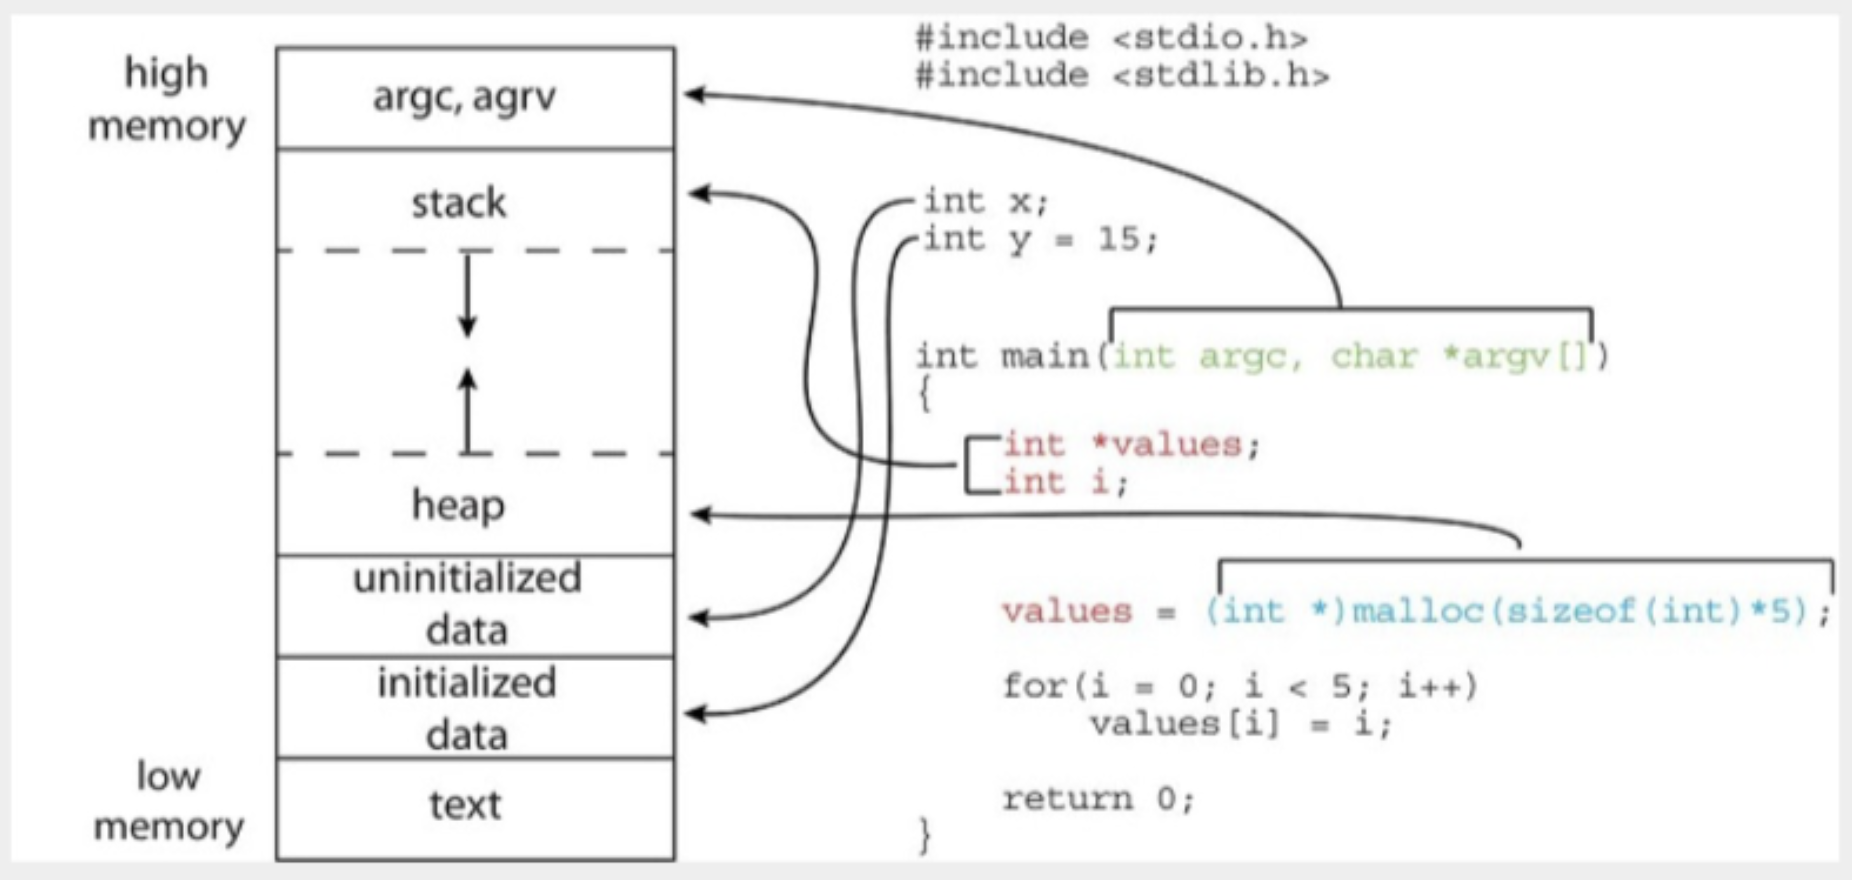 high
memory
argc, agrv
stack
heap
uninitialized
data
initialized
data
low
memory
text
#include <stdio.h>
#include <stdlib.h>
int x;
int y = 15;
int main(int argc, char *argv[])
{
int *values;
int i;
values = (int *)malloc(sizeof(int)*5);
for(i = 0; i < 5; i++)
values[i] = i;
return 0;
}